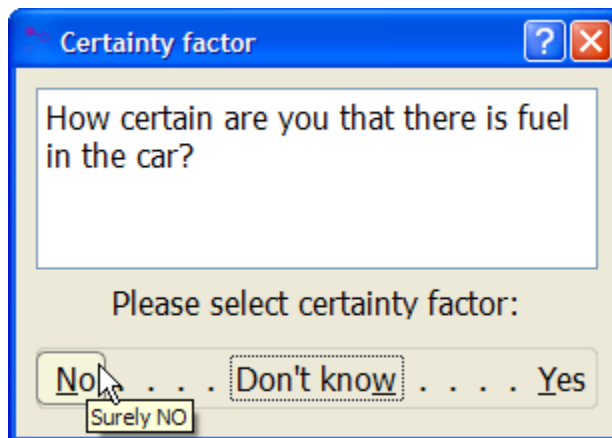 Certainty factor
How certain are you that there is fuel
in the car?
Please select certainty factor:
No . . . . Don't know . . . . Yes
Surely NO